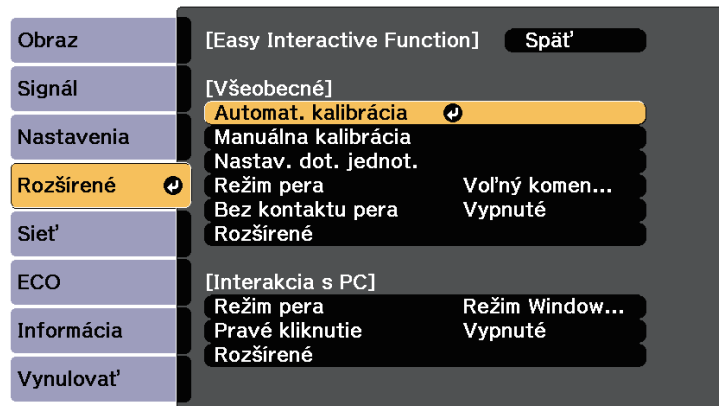 Obraz
Signál
Nastavenia
Rozšírené
Sieť
ECO
Informácia
Vynulovať
[Easy Interactive Function] Späť
[Všeobecné]
Automat. kalibrácia
Manuálna kalibrácia
Nastav. dot. jednot.
Režim pera Voľný komen...
Bez kontaktu pera Vypnuté
Rozšírené
[Interakcia s PC]
Režim pera Režim Window...
Pravé kliknutie Vypnuté
Rozšírené